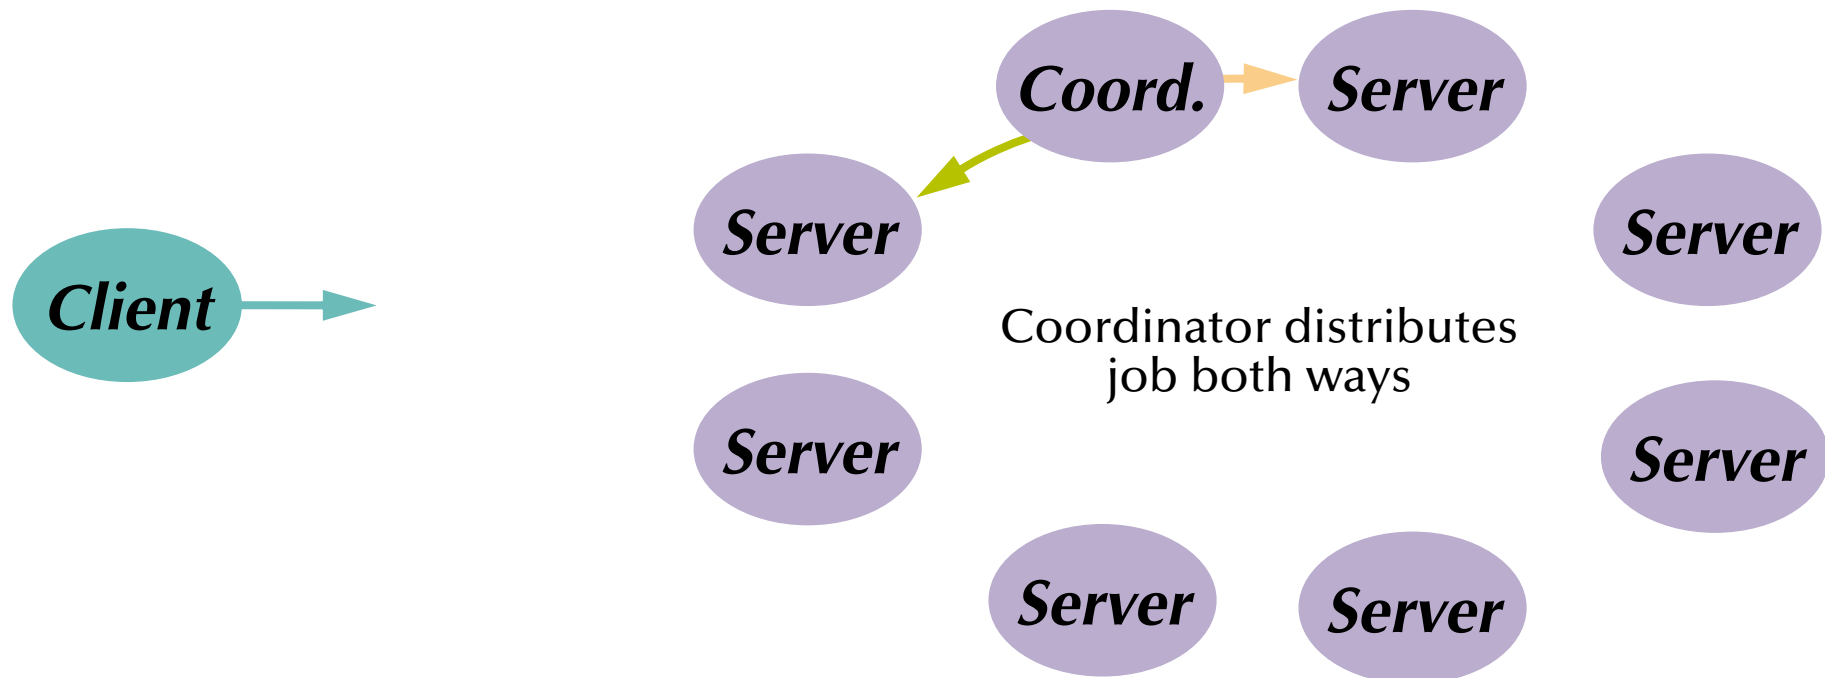 Coord.
Server
Server
Server
Client
Coordinator distributes
job both ways
Server
Server
Server
Server